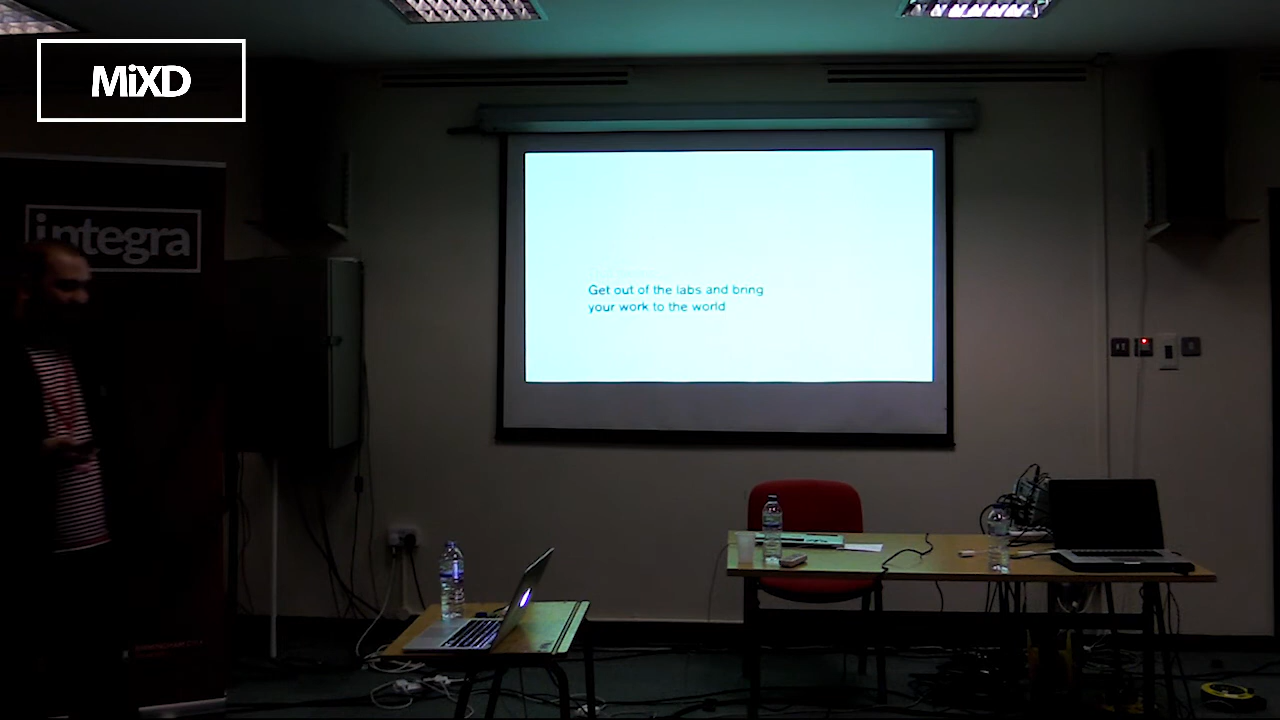 MiXD
integra
Get out of the labs and bring
your work to the world